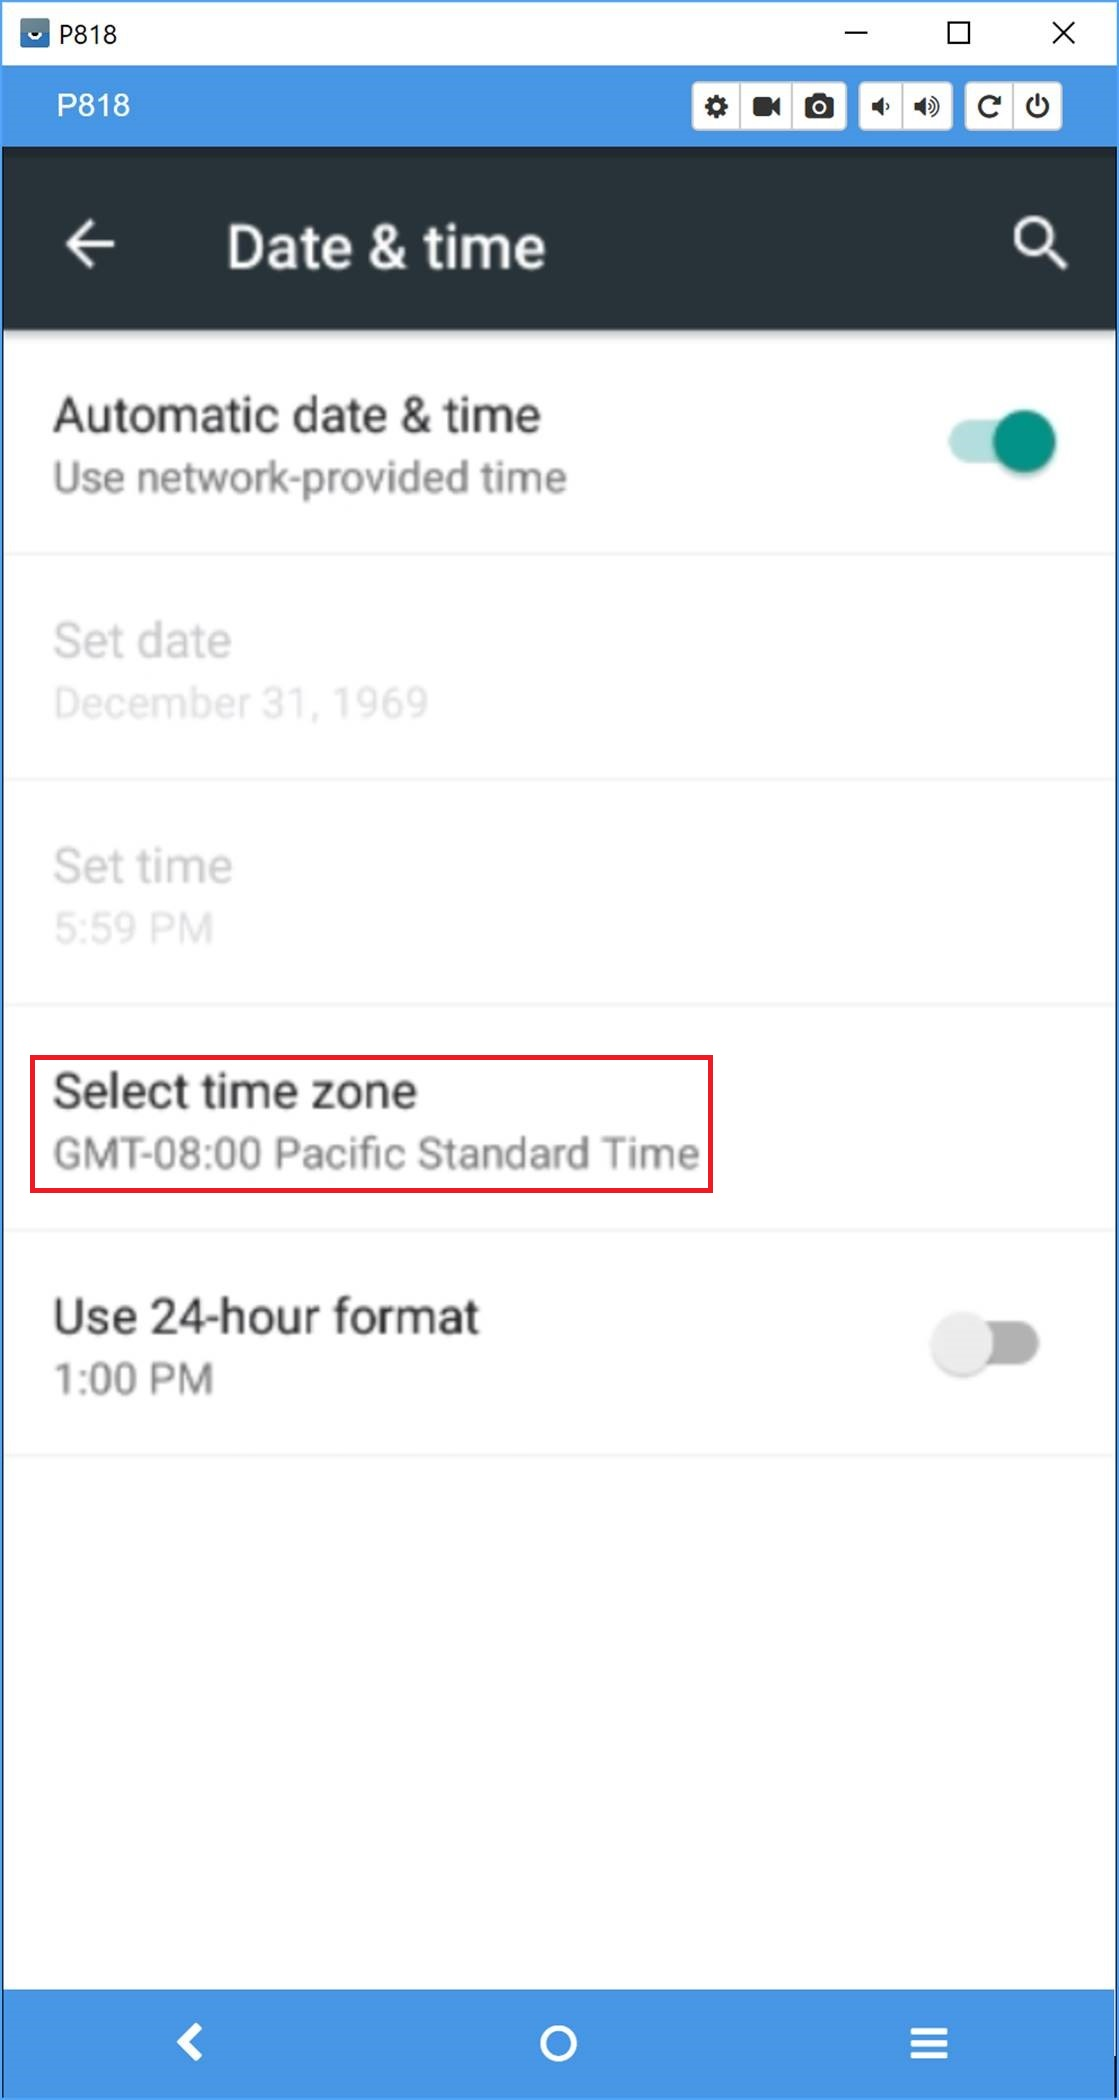 P818
P818
Date & time
Automatic date & time
Use network-provided time
Set date
December 31, 1969
Set time
5:59 PM
Select time zone
GMT-08:00 Pacific Standard Time
Use 24-hour format
1:00 PM